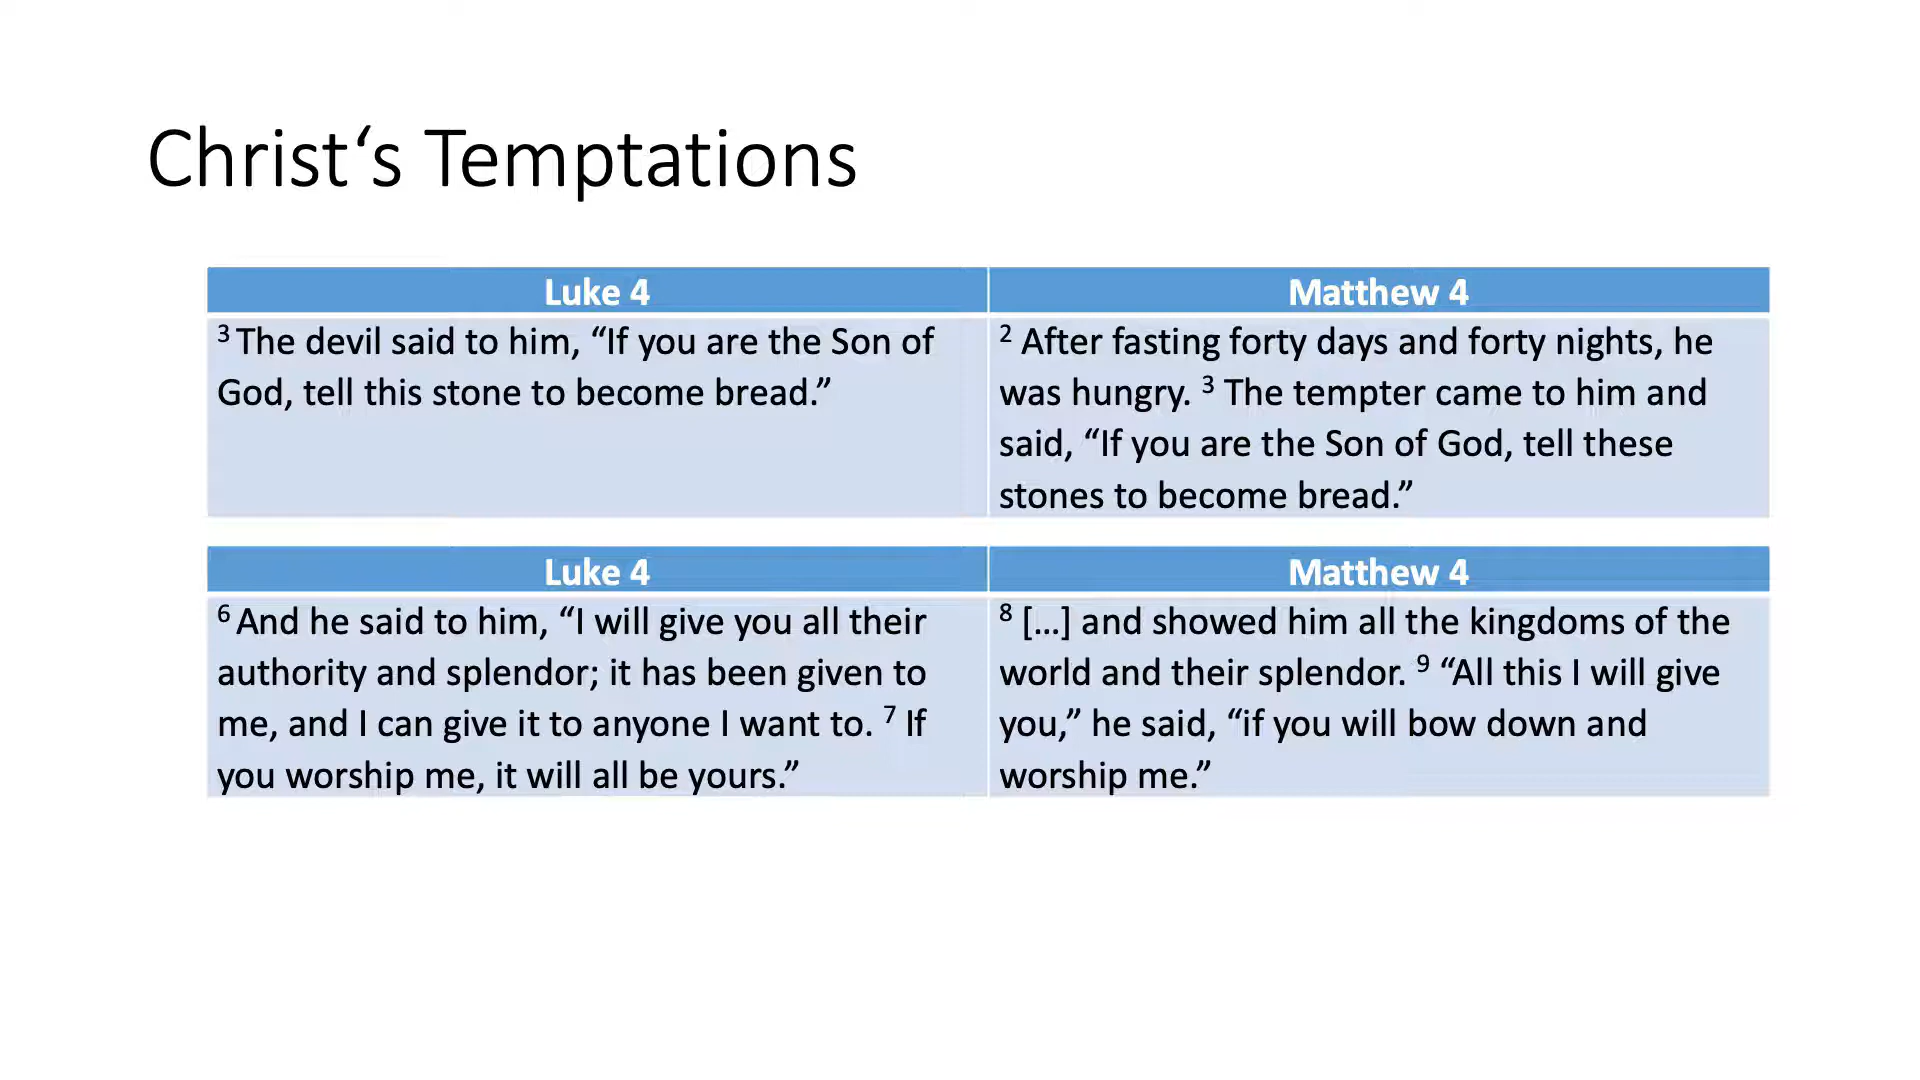 Christ‘s Temptations
Luke 4
Matthew 4
3 The devil said to him, “If you are the Son of
God, tell this stone to become bread.”
2 After fasting forty days and forty nights, he
was hungry. 3 The tempter came to him and
said, “If you are the Son of God, tell these
stones to become bread.”
Luke 4
Matthew 4
6 And he said to him, “I will give you all their
authority and splendor; it has been given to
me, and I can give it to anyone I want to. 7 If
you worship me, it will all be yours.”
8 [...] and showed him all the kingdoms of the
world and their splendor. 9 “All this I will give
you,” he said, “if you will bow down and
worship me.”